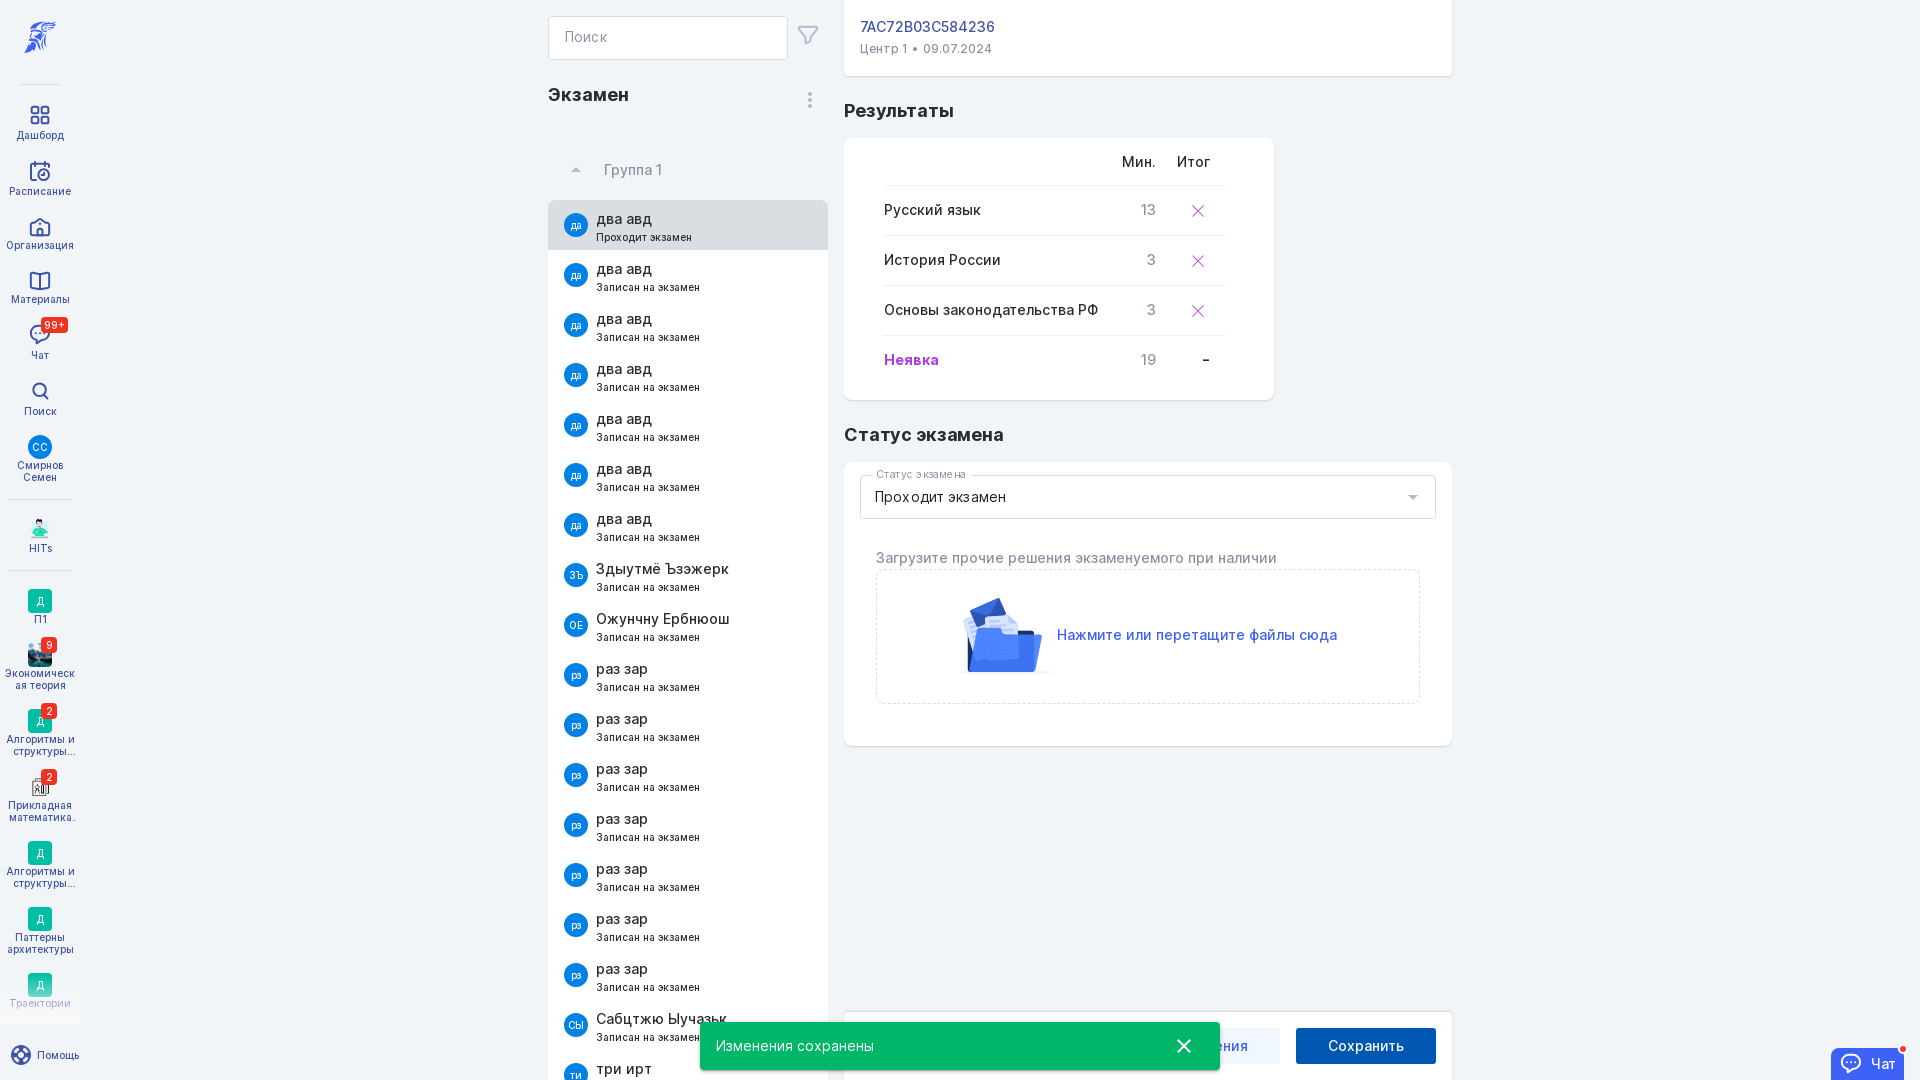 Дашборд
Расписание
Организация
Материалы
99+
Чат
Поиск
СС
Смирнов
Семен
HITs
Д
П1
9
Экономическ
ая теория
2
Д
Алгоритмы и
структуры...
2
Прикладная
математика.
Д
Алгоритмы и
структуры...
Д
Паттерны
архитектуры
Д
Траектории
Помощь
Поиск
Экзамен
Группа 1
да
два авд
Проходит экзамен
да
два авд
Записан на экзамен
да
два авд
Записан на экзамен
да
два авд
Записан на экзамен
да
два авд
Записан на экзамен
да
два авд
Записан на экзамен
да
два авд
Записан на экзамен
ЗЪ
Здыутмё Ъзэжерк
Записан на экзамен
ОЕ
Ожунчну Ербнюош
Записан на экзамен
рз
раз зар
Записан на экзамен
рз
раз зар
Записан на экзамен
рз
раз зар
Записан на экзамен
рз
раз зар
Записан на экзамен
рз
раз зар
Записан на экзамен
рз
раз зар
Записан на экзамен
рз
раз зар
Записан на экзамен
СЫ
Сабцтжю Ыучазьк
Записан на экзамен
ти
три ирт
7AC72B03C584236
Центр 1 • 09.07.2024
Результаты
Мин. Итог
Русский язык 13
История России 3
Основы законодательства РФ 3
Неявка 19 –
Статус экзамена
Статус экзамена
Проходит экзамен
Загрузите прочие решения экзаменуемого при наличии
Нажмите или перетащите файлы сюда
Изменения сохранены
Сохранить
Чат